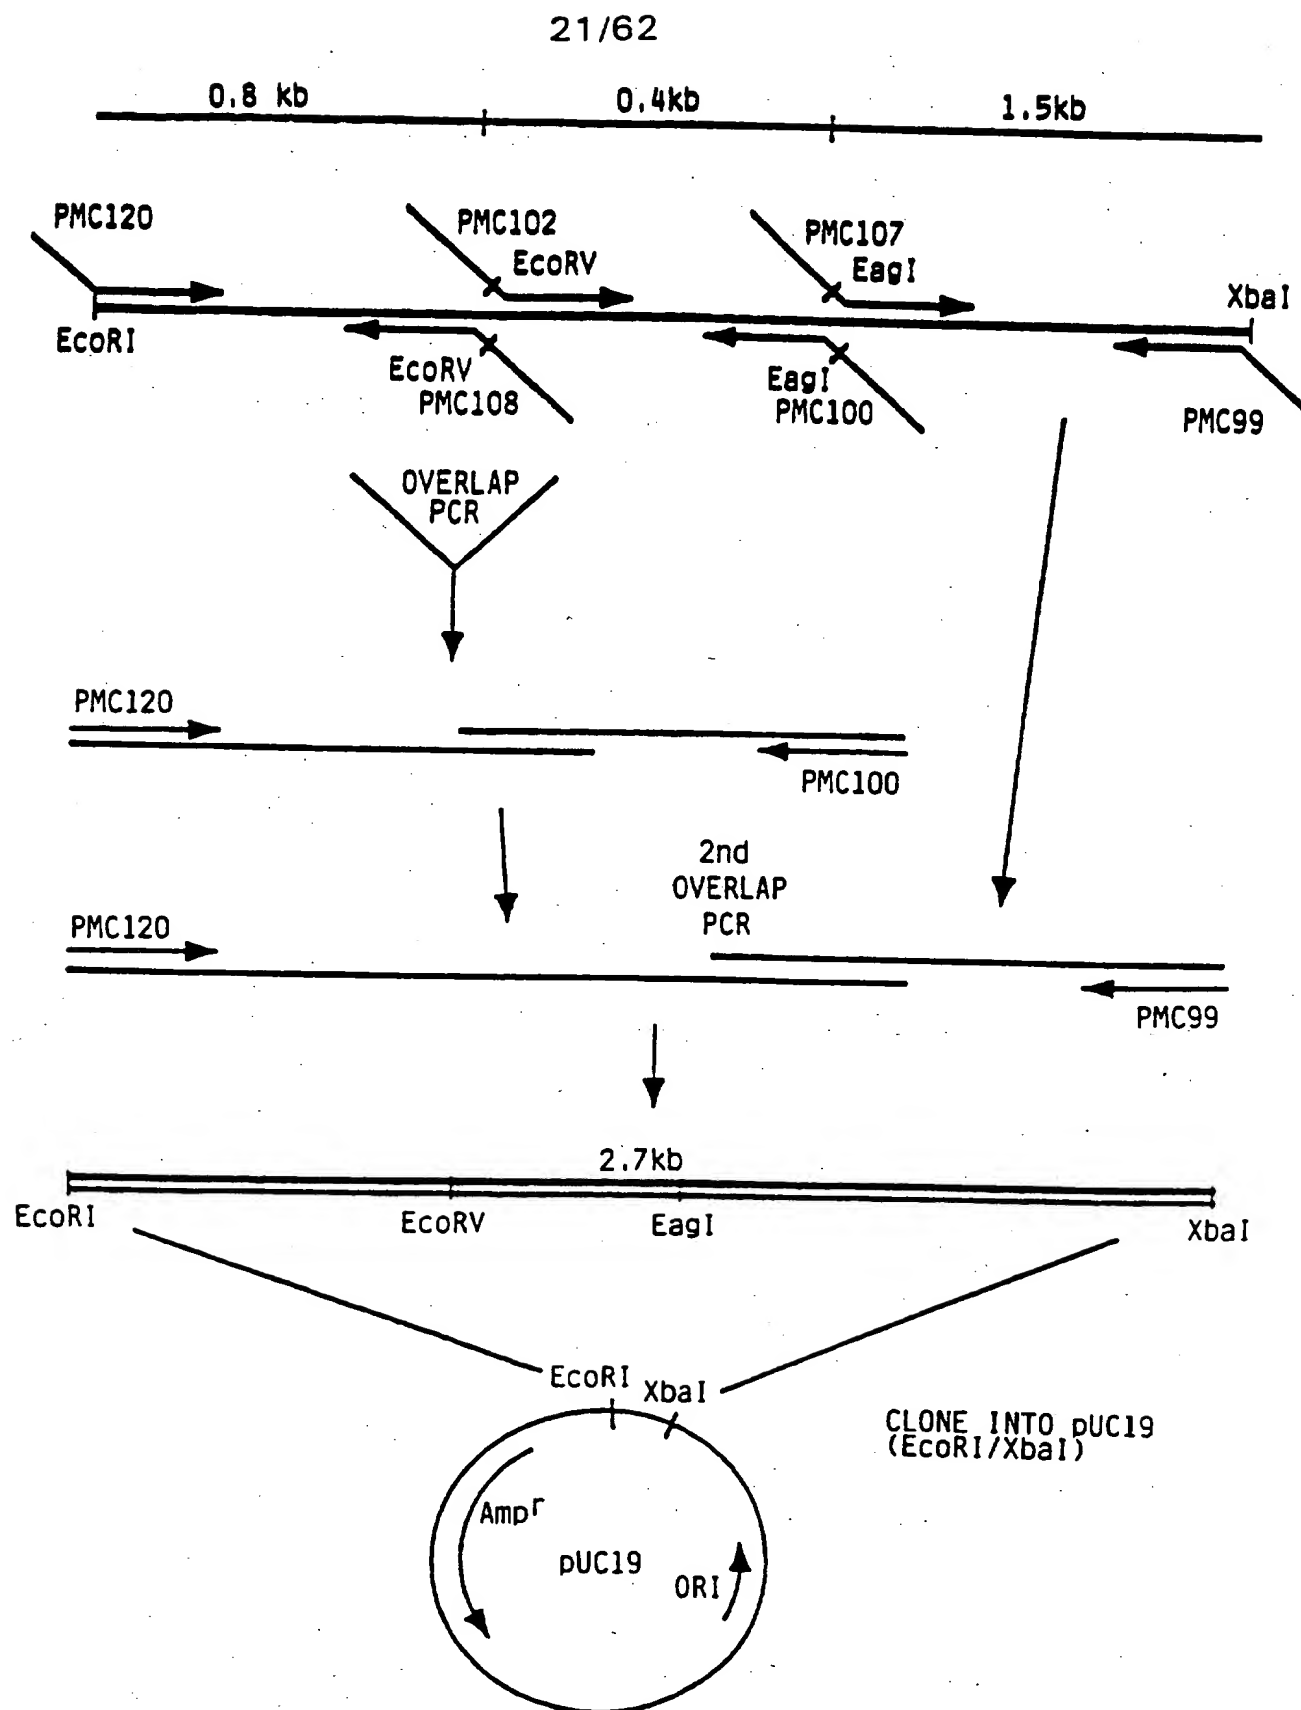 21/62
0.8 kb
0.4kb
1.5kb
PMC120
PMC102
EcoRV
PMC107
EagI
XbaI
EcoRI
EcoRV
PMC108
EagI
PMC100
PMC99
OVERLAP
PCR
PMC120
PMC100
2nd
OVERLAP
PCR
PMC120
PMC99
2.7kb
EcoRI
EcoRV
EagI
XbaI
EcoRI
XbaI
CLONE INTO pUC19
(EcoRI/XbaI)
Ampr
pUC19
ORI